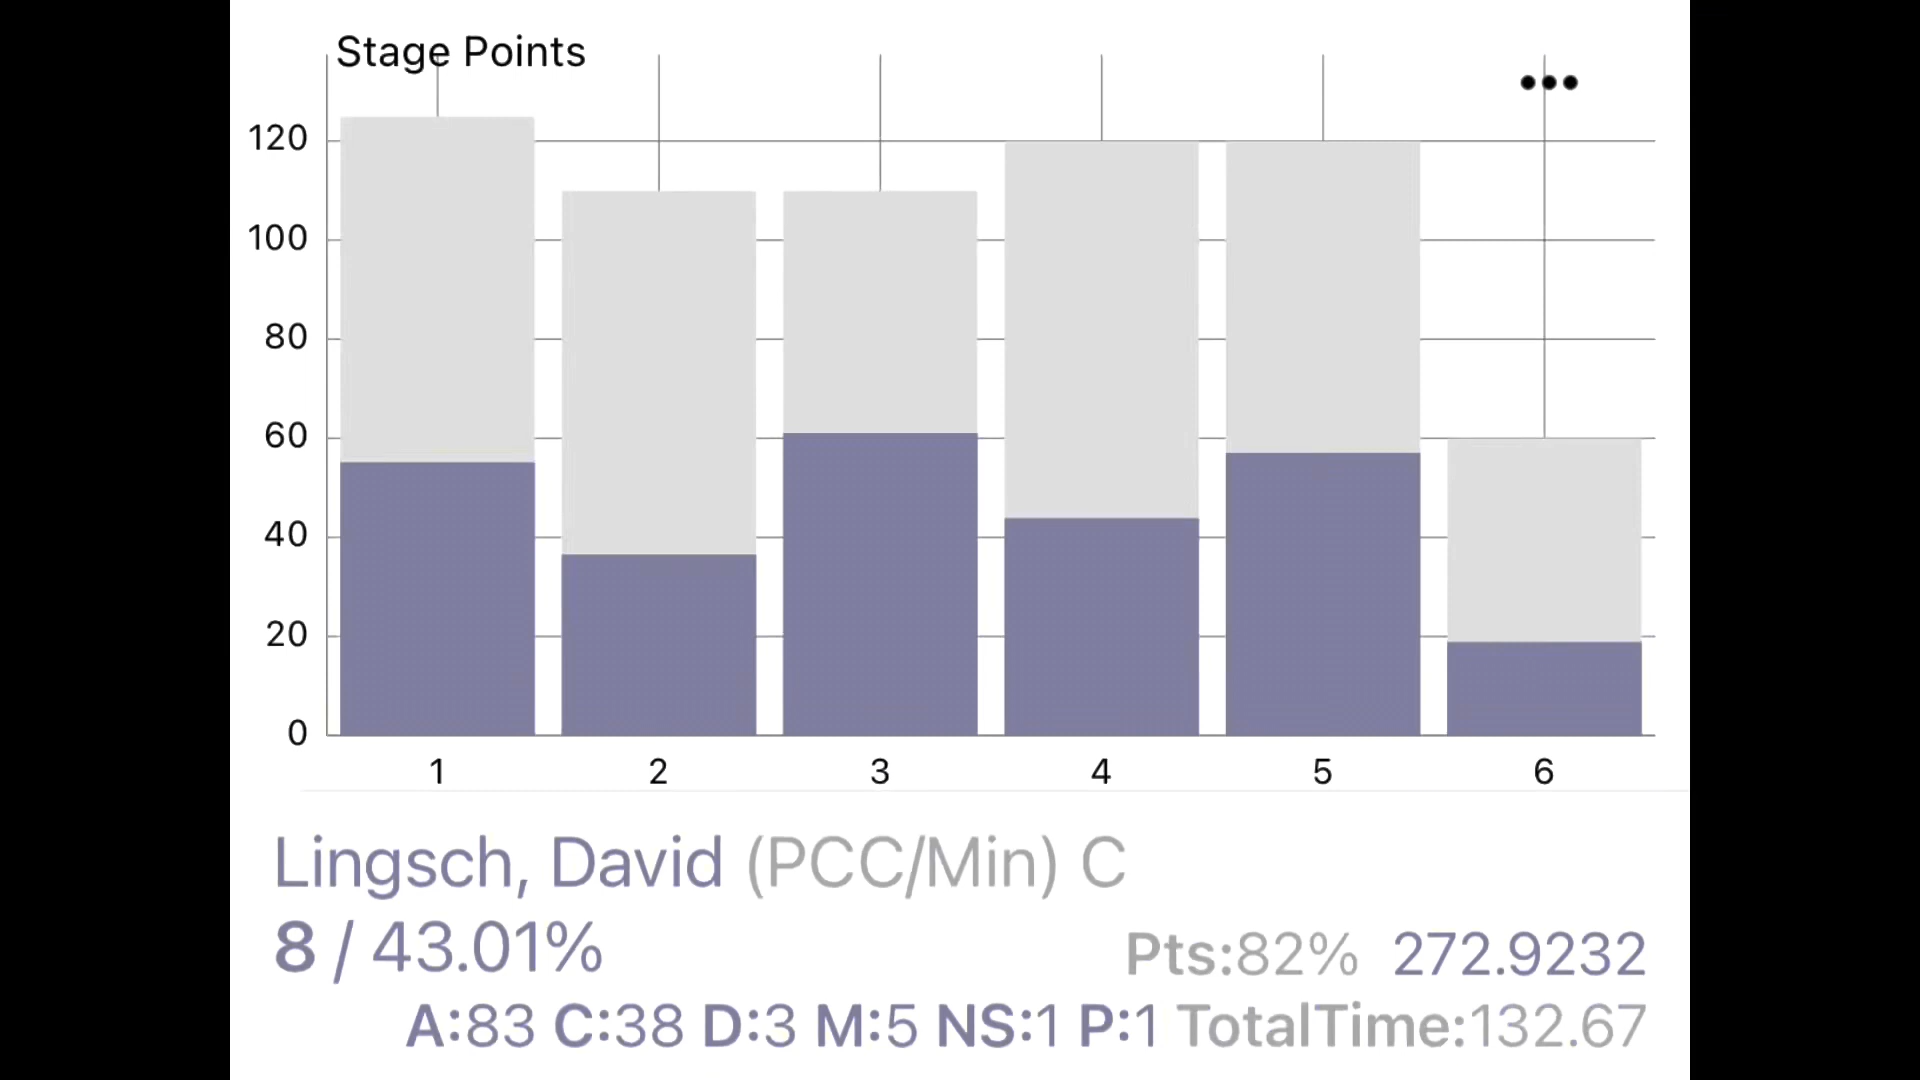 Stage Points
120
100
80
60
40
20
0
1 2 3 4 5 6
Lingsch, David (PCC/Min) C
8 / 43.01% Pts:82% 272.9232
A:83 C:38 D:3 M:5 NS:1 P:1 TotalTime:132.67